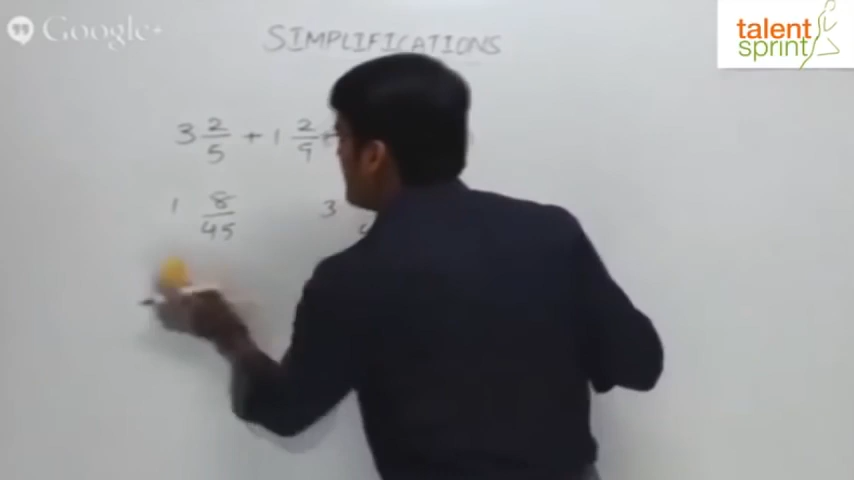 Google+
talent
sprint
SIMPLIFICATIONS
3 2/5 + 1 2/9 +
1 8/45 3